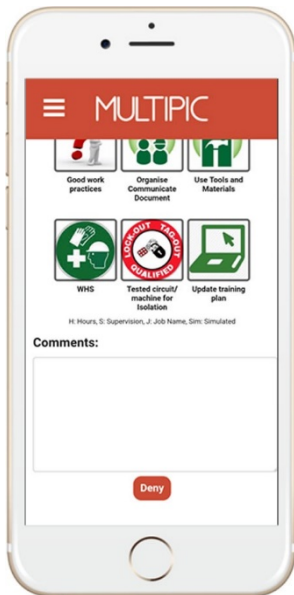 MULTIPIC
Good work
practices
Organise
Communicate
Document
Use Tools and
Materials
LOCK-OUT TAG-OUT
QUALIFIED
WHS
Tested circuit/
machine for
Isolation
Update training
plan
H: Hours, S: Supervision, J: Job Name, Sim: Simulated
Comments:
Deny